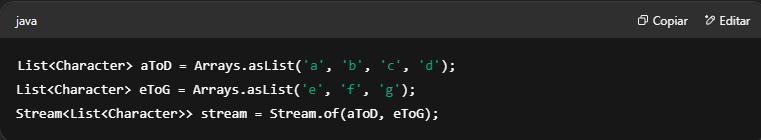 java Copiar Editar
List<Character> aToD = Arrays.asList('a', 'b', 'c', 'd');
List<Character> eToG = Arrays.asList('e', 'f', 'g');
Stream<List<Character>> stream = Stream.of(aToD, eToG);